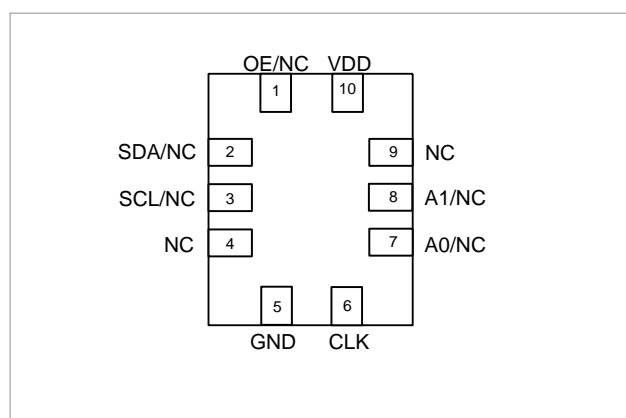 OE/NC VDD
1 10
SDA/NC 2 9 NC
SCL/NC 3 8 A1/NC
NC 4 7 A0/NC
5 6
GND CLK